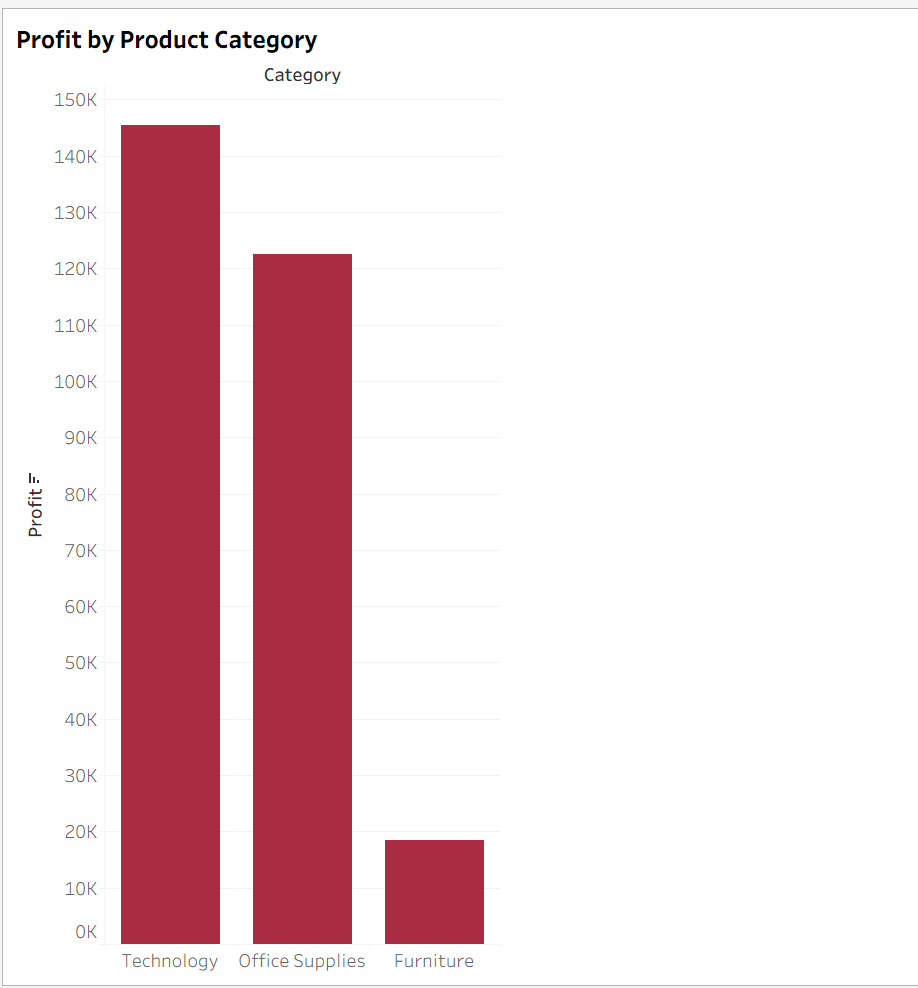 Profit by Product Category
Category
150K
140K
130K
120K
110K
100K
90K
80K
70K
60K
50K
40K
30K
20K
10K
0K
Profit
Technology Office Supplies Furniture